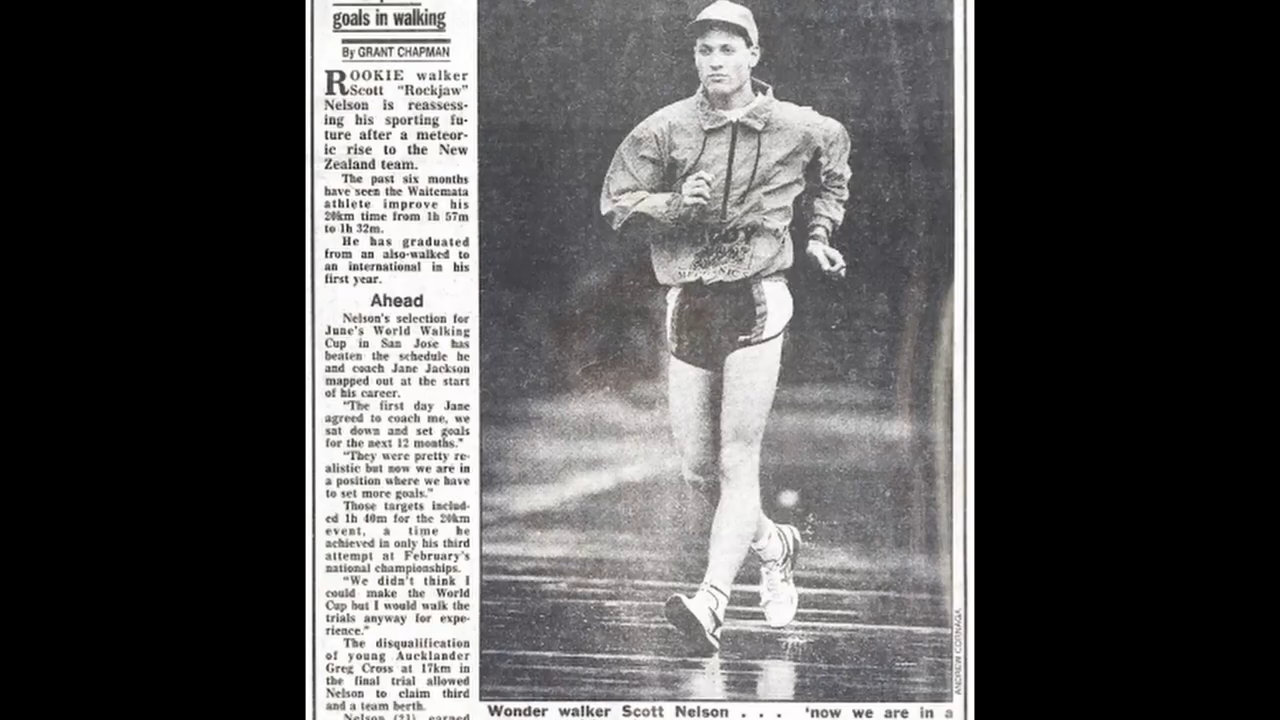 goals in walking
By GRANT CHAPMAN
ROOKIE walker
Scott "Rockjaw"
Nelson is reassess-
ing his sporting fu-
ture after a meteor-
ic rise to the New
Zealand team.
The past six months
have seen the Waitemata
athlete improve his
20km time from 1h 57m
to 1h 32m.
He has graduated
from an also-walked to
an international in his
first year.
Ahead
Nelson's selection for
June's World Walking
Cup in San Jose has
beaten the schedule he
and coach Jane Jackson
mapped out at the start
of his career.
"The first day Jane
agreed to coach me, we
sat down and set goals
for the next 12 months."
"They were pretty re-
alistic but now we are in
a position where we have
to set more goals."
Those targets includ-
ed 1h 40m for the 20km
event, a time he
achieved in only his third
attempt at February's
national championships.
"We didn't think I
could make the World
Cup but I would walk the
trials anyway for expe-
rience."
The disqualification
of young Aucklander
Greg Cross at 17km in
the final trial allowed
Nelson to claim third
and a team berth.
Nelson (21) earned
ANDREW CORNAGA
Wonder walker Scott Nelson . . . 'now we are in a